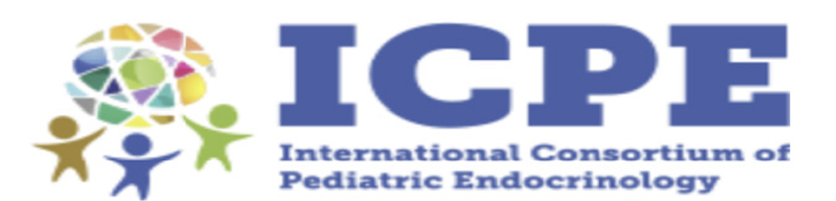 ICPE
International Consortium of
Pediatric Endocrinology